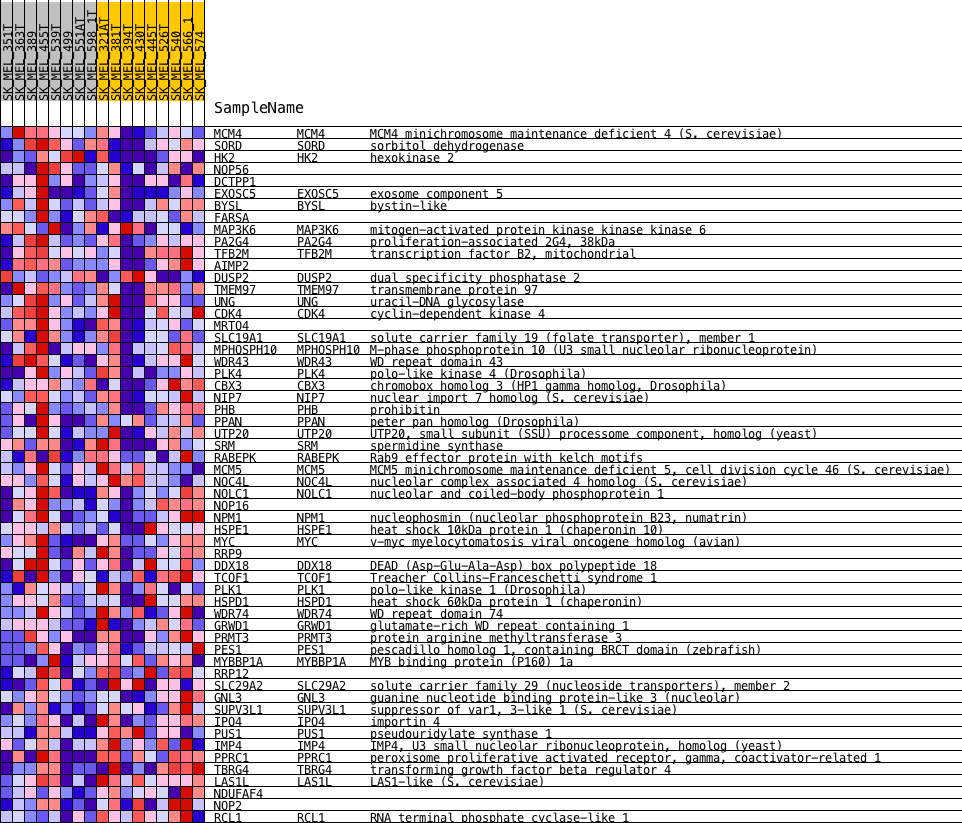 SK_MEL_351T
SK_MEL_363T
SK_MEL_389
SK_MEL_455T
SK_MEL_539T
SK_MEL_499
SK_MEL_551AT
SK_MEL_598_1T
SK_MEL_321AT
SK_MEL_381T
SK_MEL_394T
SK_MEL_430T
SK_MEL_445T
SK_MEL_526T
SK_MEL_540
SK_MEL_566_1
SK_MEL_574
SampleName
MCM4 MCM4 MCM4 minichromosome maintenance deficient 4 (S. cerevisiae)
SORD SORD sorbitol dehydrogenase
HK2 HK2 hexokinase 2
NOP56
DCTPP1
EXOSC5 EXOSC5 exosome component 5
BYSL BYSL bystin-like
FARSA
MAP3K6 MAP3K6 mitogen-activated protein kinase kinase kinase 6
PA2G4 PA2G4 proliferation-associated 2G4, 38kDa
TFB2M TFB2M transcription factor B2, mitochondrial
AIMP2
DUSP2 DUSP2 dual specificity phosphatase 2
TMEM97 TMEM97 transmembrane protein 97
UNG UNG uracil-DNA glycosylase
CDK4 CDK4 cyclin-dependent kinase 4
MRTO4
SLC19A1 SLC19A1 solute carrier family 19 (folate transporter), member 1
MPHOSPH10 MPHOSPH10 M-phase phosphoprotein 10 (U3 small nucleolar ribonucleoprotein)
WDR43 WDR43 WD repeat domain 43
PLK4 PLK4 polo-like kinase 4 (Drosophila)
CBX3 CBX3 chromobox homolog 3 (HP1 gamma homolog, Drosophila)
NIP7 NIP7 nuclear import 7 homolog (S. cerevisiae)
PHB PHB prohibitin
PPAN PPAN peter pan homolog (Drosophila)
UTP20 UTP20 UTP20, small subunit (SSU) processome component, homolog (yeast)
SRM SRM spermidine synthase
RABEPK RABEPK Rab9 effector protein with kelch motifs
MCM5 MCM5 MCM5 minichromosome maintenance deficient 5, cell division cycle 46 (S. cerevisiae)
NOC4L NOC4L nucleolar complex associated 4 homolog (S. cerevisiae)
NOLC1 NOLC1 nucleolar and coiled-body phosphoprotein 1
NOP16
NPM1 NPM1 nucleophosmin (nucleolar phosphoprotein B23, numatrin)
HSPE1 HSPE1 heat shock 10kDa protein 1 (chaperonin 10)
MYC MYC v-myc myelocytomatosis viral oncogene homolog (avian)
RRP9
DDX18 DDX18 DEAD (Asp-Glu-Ala-Asp) box polypeptide 18
TCOF1 TCOF1 Treacher Collins-Franceschetti syndrome 1
PLK1 PLK1 polo-like kinase 1 (Drosophila)
HSPD1 HSPD1 heat shock 60kDa protein 1 (chaperonin)
WDR74 WDR74 WD repeat domain 74
GRWD1 GRWD1 glutamate-rich WD repeat containing 1
PRMT3 PRMT3 protein arginine methyltransferase 3
PES1 PES1 pescadillo homolog 1, containing BRCT domain (zebrafish)
MYBBP1A MYBBP1A MYB binding protein (P160) 1a
RRP12
SLC29A2 SLC29A2 solute carrier family 29 (nucleoside transporters), member 2
GNL3 GNL3 guanine nucleotide binding protein-like 3 (nucleolar)
SUPV3L1 SUPV3L1 suppressor of var1, 3-like 1 (S. cerevisiae)
IPO4 IPO4 importin 4
PUS1 PUS1 pseudouridylate synthase 1
IMP4 IMP4 IMP4, U3 small nucleolar ribonucleoprotein, homolog (yeast)
PPRC1 PPRC1 peroxisome proliferative activated receptor, gamma, coactivator-related 1
TBRG4 TBRG4 transforming growth factor beta regulator 4
LAS1L LAS1L LAS1-like (S. cerevisiae)
NDUFAF4
NOP2
RCL1 RCL1 RNA terminal phosphate cyclase-like 1